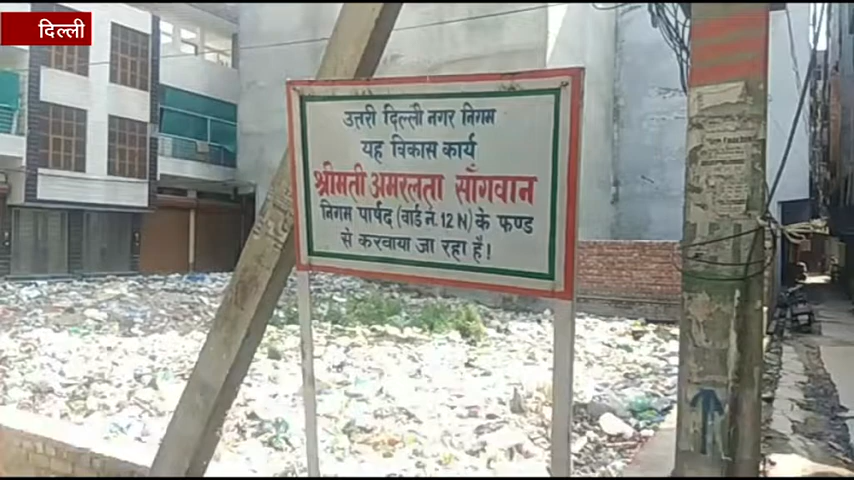 दिल्ली
उत्तरी दिल्ली नगर निगम
यह विकास कार्य
श्रीमती अमरलता साँगवान
निगम पार्षद (वार्ड नं. 12 N) के फण्ड
से करवाया जा रहा है!